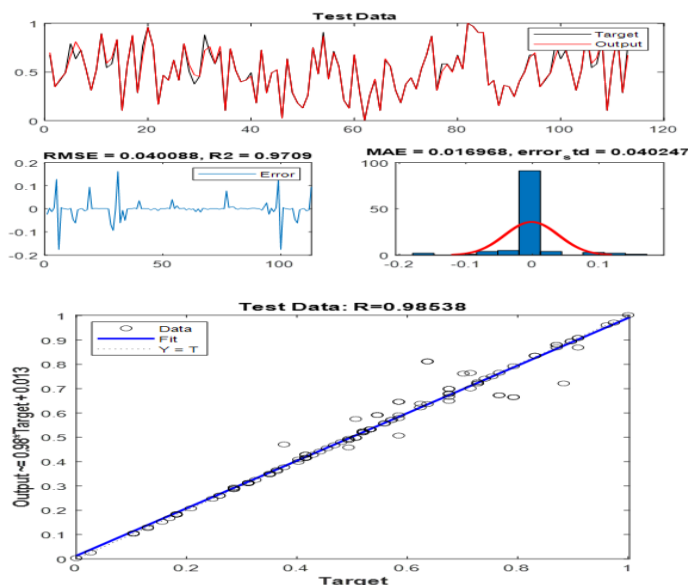 Test Data
1
0.5
0
Target
Output
0 20 40 60 80 100 120
RMSE = 0.040088, R2 = 0.9709
0.2
0.1
0
-0.1
-0.2
Error
0 50 100
MAE = 0.016968, error_std = 0.040247
100
50
0
-0.2 -0.1 0 0.1
Test Data: R=0.98538
Output ~= 0.98*Target + 0.013
1
0.9
0.8
0.7
0.6
0.5
0.4
0.3
0.2
0.1
0
Data
Fit
Y = T
0 0.2 0.4 0.6 0.8 1
Target